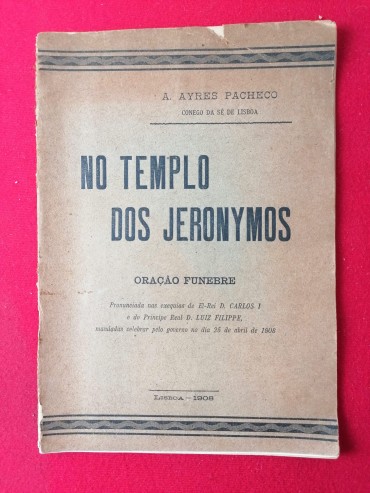 A. AYRES PACHECO
CONEGO DA SÉ DE LISBOA
NO TEMPLO
DOS JERONYMOS
ORAÇÃO FUNEBRE
Pronunciada nas exequias de El-Rei D. CARLOS I
e do Principe Real D. LUIZ FILIPPE,
mandadas celebrar pelo governo no dia 25 de abril de 1908
LISBOA—1908